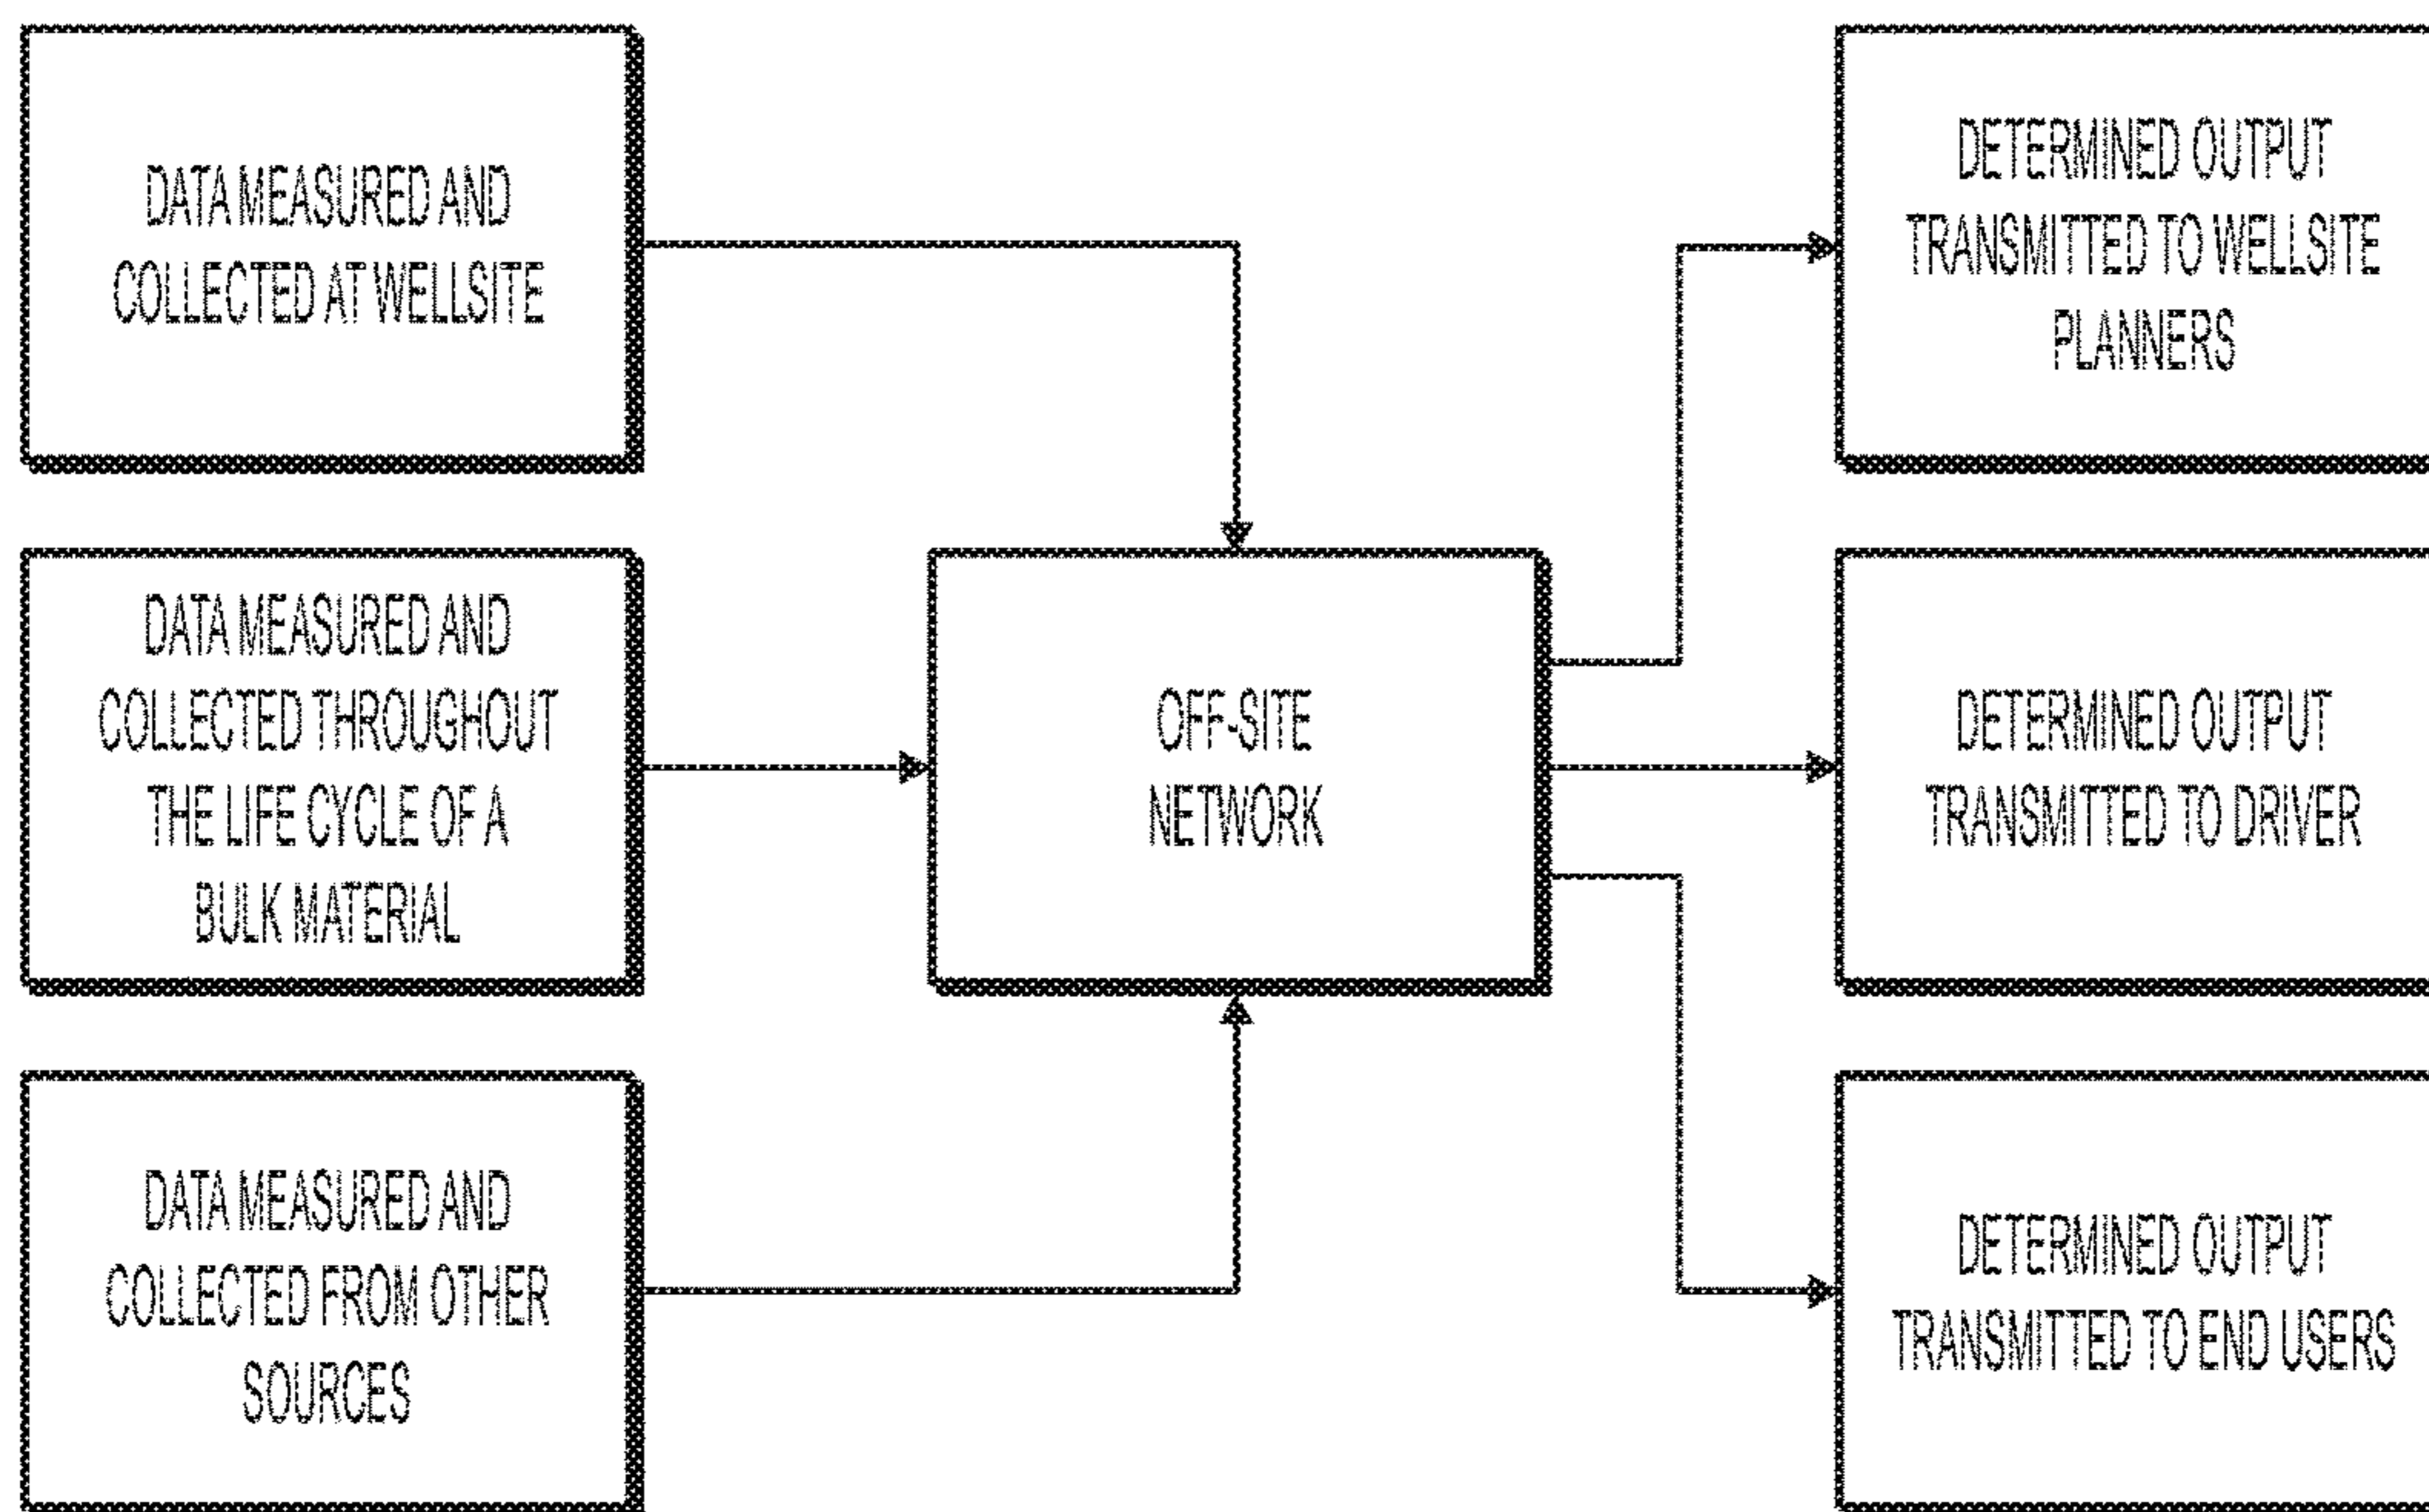 DATA MEASURED AND
COLLECTED AT WELLSITE
DATA MEASURED AND
COLLECTED THROUGHOUT
THE LIFE CYCLE OF A
BULK MATERIAL
DATA MEASURED AND
COLLECTED FROM OTHER
SOURCES
OFF-SITE
NETWORK
DETERMINED OUTPUT
TRANSMITTED TO WELLSITE
PLANNERS
DETERMINED OUTPUT
TRANSMITTED TO DRIVER
DETERMINED OUTPUT
TRANSMITTED TO END USERS